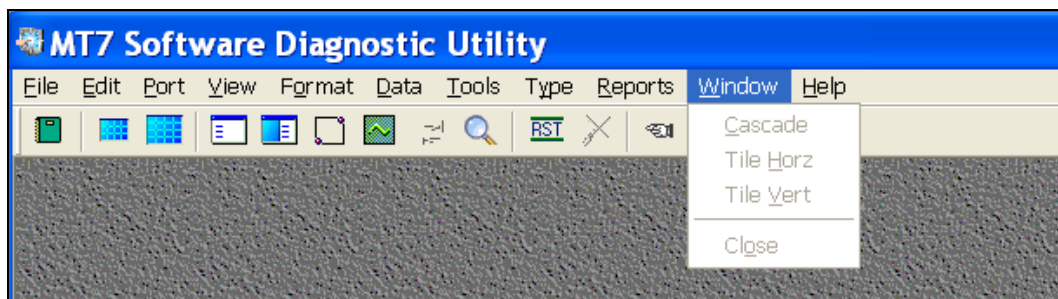 MT7 Software Diagnostic Utility
File Edit Port View Format Data Tools Type Reports Window Help
RST
Cascade
Tile Horz
Tile Vert
Close